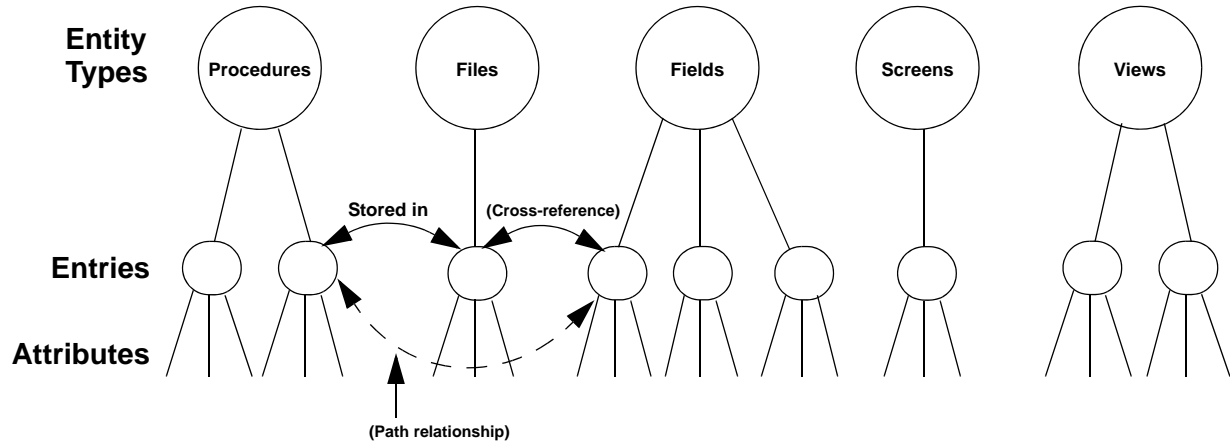 Entity
Types
Procedures
Files
Fields
Screens
Views
Stored in
(Cross-reference)
Entries
Attributes
(Path relationship)